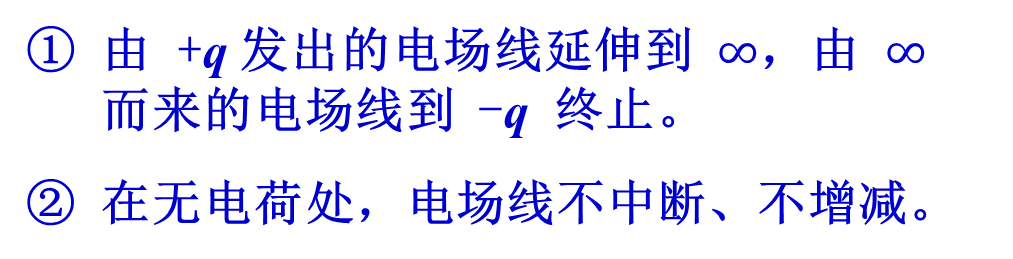 ① 由 +q 发出的电场线延伸到 ∞，由 ∞
而来的电场线到 −q 终止。
② 在无电荷处，电场线不中断、不增减。